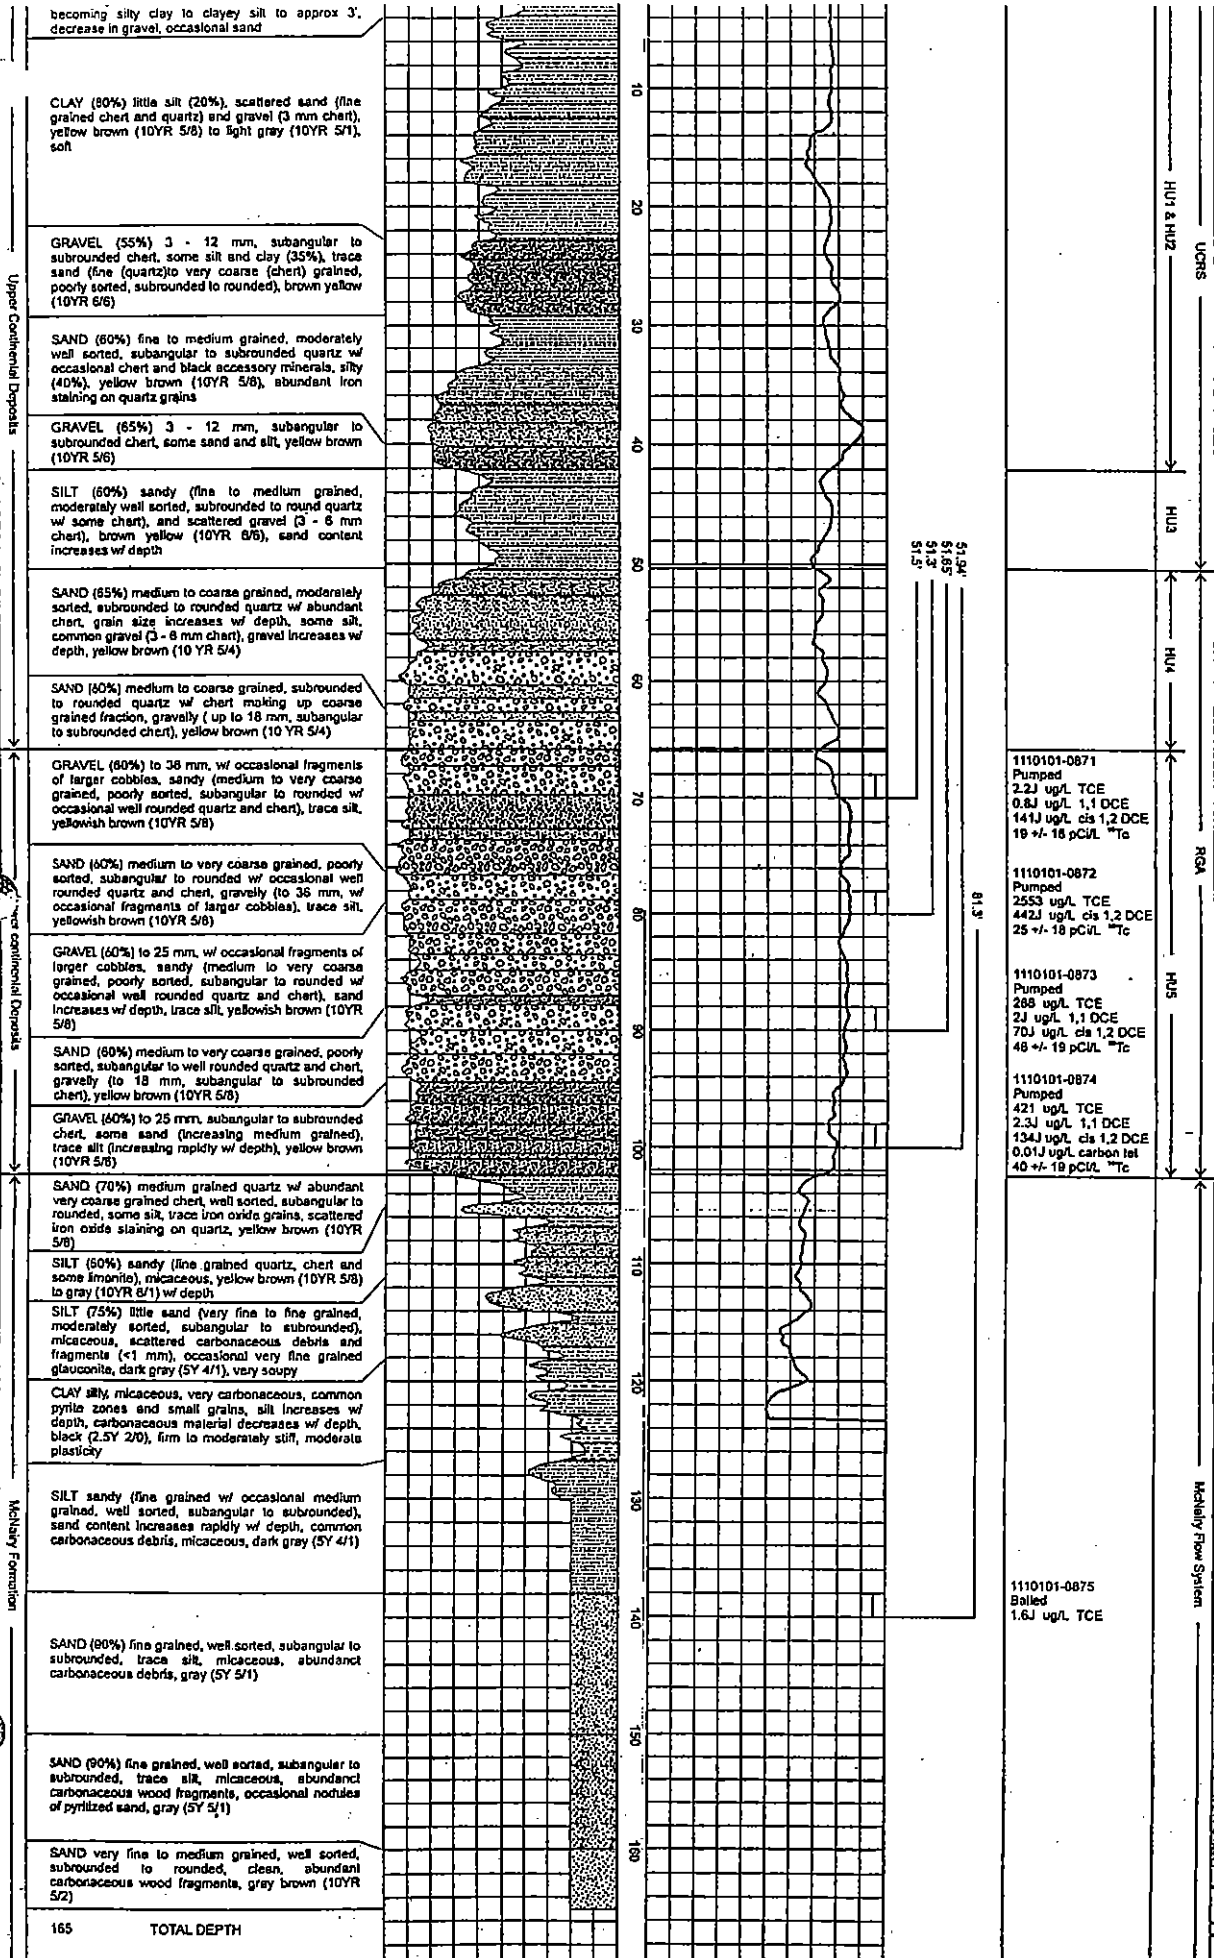 becoming silty clay to clayey silt to approx 3',
decrease in gravel, occasional sand
CLAY (80%) little silt (20%), scattered sand (fine
grained chert and quartz) and gravel (3 mm chert),
yellow brown (10YR 5/8) to light gray (10YR 5/1),
soft
GRAVEL (55%) 3 - 12 mm, subangular to
subrounded chert, some silt and clay (35%), trace
sand (fine (quartz)to very coarse (chert) grained,
poorly sorted, subrounded to rounded), brown yellow
(10YR 6/6)
SAND (60%) fine to medium grained, moderately
well sorted, subangular to subrounded quartz w/
occasional chert and black accessory minerals, silty
(40%), yellow brown (10YR 5/8), abundant iron
staining on quartz grains
GRAVEL (65%) 3 - 12 mm, subangular to
subrounded chert, some sand and silt, yellow brown
(10YR 5/6)
SILT (60%) sandy (fine to medium grained,
moderately well sorted, subrounded to round quartz
w/ some chert), and scattered gravel (3 - 6 mm
chert), brown yellow (10YR 6/6), sand content
increases w/ depth
SAND (65%) medium to coarse grained, moderately
sorted, subrounded to rounded quartz w/ abundant
chert, grain size increases w/ depth, some silt,
common gravel (3 - 6 mm chert), gravel increases w/
depth, yellow brown (10 YR 5/4)
SAND (60%) medium to coarse grained, subrounded
to rounded quartz w/ chert making up coarse
grained fraction, gravelly ( up to 18 mm, subangular
to subrounded chert), yellow brown (10 YR 5/4)
GRAVEL (60%) to 36 mm, w/ occasional fragments
of larger cobbles, sandy (medium to very coarse
grained, poorly sorted, subangular to rounded w/
occasional well rounded quartz and chert), trace silt,
yellowish brown (10YR 5/8)
SAND (60%) medium to very coarse grained, poorly
sorted, subangular to rounded w/ occasional well
rounded quartz and chert, gravelly (to 36 mm, w/
occasional fragments of larger cobbles), trace silt,
yellowish brown (10YR 5/8)
GRAVEL (60%) to 25 mm, w/ occasional fragments of
larger cobbles, sandy (medium to very coarse
grained, poorly sorted, subangular to rounded w/
occasional well rounded quartz and chert), sand
increases w/ depth, trace silt, yellowish brown (10YR
5/8)
SAND (60%) medium to very coarse grained, poorly
sorted, subangular to well rounded quartz and chert,
gravelly (to 18 mm, subangular to subrounded
chert), yellow brown (10YR 5/8)
GRAVEL (60%) to 25 mm, subangular to subrounded
chert, some sand (increasing medium grained),
trace silt (increasing rapidly w/ depth), yellow brown
(10YR 5/8)
SAND (70%) medium grained quartz w/ abundant
very coarse grained chert, well sorted, subangular to
rounded, some silt, trace iron oxide grains, scattered
iron oxide staining on quartz, yellow brown (10YR
5/8)
SILT (60%) sandy (fine grained quartz, chert and
some limonite), micaceous, yellow brown (10YR 5/8)
to gray (10YR 6/1) w/ depth
SILT (75%) little sand (very fine to fine grained,
moderately sorted, subangular to subrounded),
micaceous, scattered carbonaceous debris and
fragments (<1 mm), occasional very fine grained
glauconite, dark gray (5Y 4/1), very soupy
CLAY silty, micaceous, very carbonaceous, common
pyrite zones and small grains, silt increases w/
depth, carbonaceous material decreases w/ depth,
black (2.5Y 2/0), firm to moderately stiff, moderate
plasticity
SILT sandy (fine grained w/ occasional medium
grained, well sorted, subangular to subrounded),
sand content increases rapidly w/ depth, common
carbonaceous debris, micaceous, dark gray (5Y 4/1)
SAND (90%) fine grained, well sorted, subangular to
subrounded, trace silt, micaceous, abundanct
carbonaceous debris, gray (5Y 5/1)
SAND (90%) fine grained, well sorted, subangular to
subrounded, trace silt, micaceous, abundanct
carbonaceous wood fragments, occasional nodules
of pyritized sand, gray (5Y 5/1)
SAND very fine to medium grained, well sorted,
subrounded to rounded, clean, abundant
carbonaceous wood fragments, gray brown (10YR
5/2)
165 TOTAL DEPTH
Upper Continental Deposits
continental Deposits
McNairy Formation
10
20
30
40
50
60
70
80
90
100
110
120
130
140
150
160
51.94'
51.65'
51.3'
51.5'
81.3'
1110101-0871
Pumped
2.2J ug/L TCE
0.8J ug/L 1,1 DCE
141J ug/L cis 1,2 DCE
19 +/- 18 pCi/L 99Tc
1110101-0872
Pumped
2553 ug/L TCE
442J ug/L cis 1,2 DCE
25 +/- 18 pCi/L 99Tc
1110101-0873
Pumped
268 ug/L TCE
2J ug/L 1,1 DCE
70J ug/L cis 1,2 DCE
48 +/- 19 pCi/L 99Tc
1110101-0874
Pumped
421 ug/L TCE
2.3J ug/L 1,1 DCE
134J ug/L cis 1,2 DCE
0.01J ug/L carbon tet
40 +/- 19 pCi/L 99Tc
1110101-0875
Bailed
1.6J ug/L TCE
HU1 & HU2
HU3
HU4
HU5
UCRS
RGA
McNairy Flow System